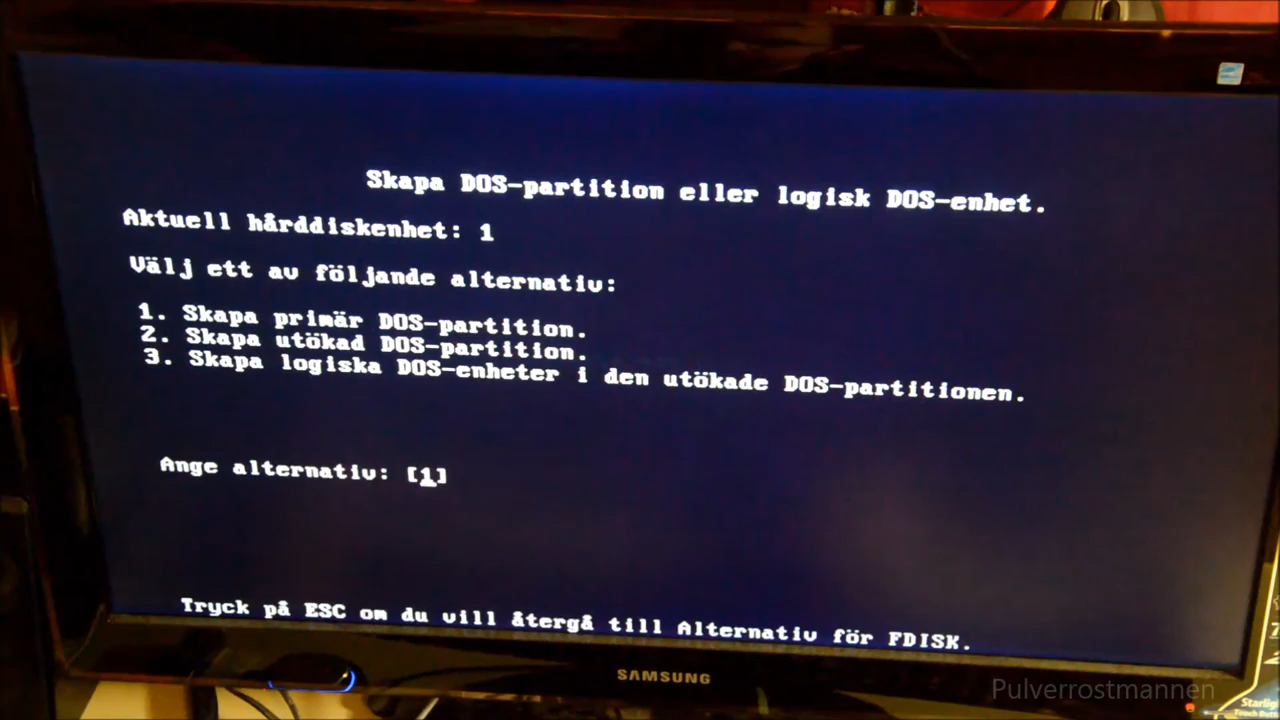 Skapa DOS-partition eller logisk DOS-enhet.
Aktuell hårddiskenhet: 1
Välj ett av följande alternativ:
1. Skapa primär DOS-partition.
2. Skapa utökad DOS-partition.
3. Skapa logiska DOS-enheter i den utökade DOS-partitionen.
Ange alternativ: [1]
Tryck på ESC om du vill återgå till Alternativ för FDISK.
SAMSUNG
Pulverrostmannen